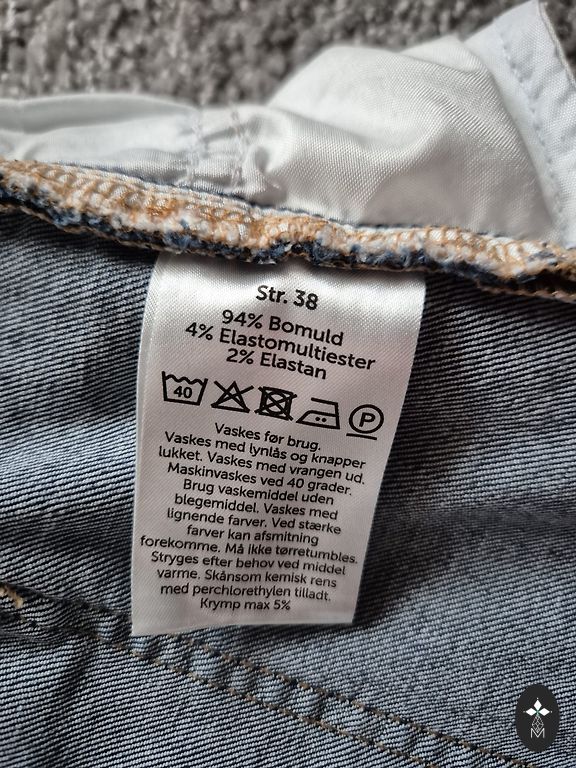 Str. 38
94% Bomuld
4% Elastomultiester
2% Elastan
40 P
Vaskes før brug.
Vaskes med lynlås og knapper
lukket. Vaskes med vrangen ud.
Maskinvaskes ved 40 grader.
Brug vaskemiddel uden
blegemiddel. Vaskes med
lignende farver. Ved stærke
farver kan afsmitning
forekomme. Må ikke tørretumbles.
Stryges efter behov ved middel
varme. Skånsom kemisk rens
med perchlorethylen tilladt.
Krymp max 5%
M